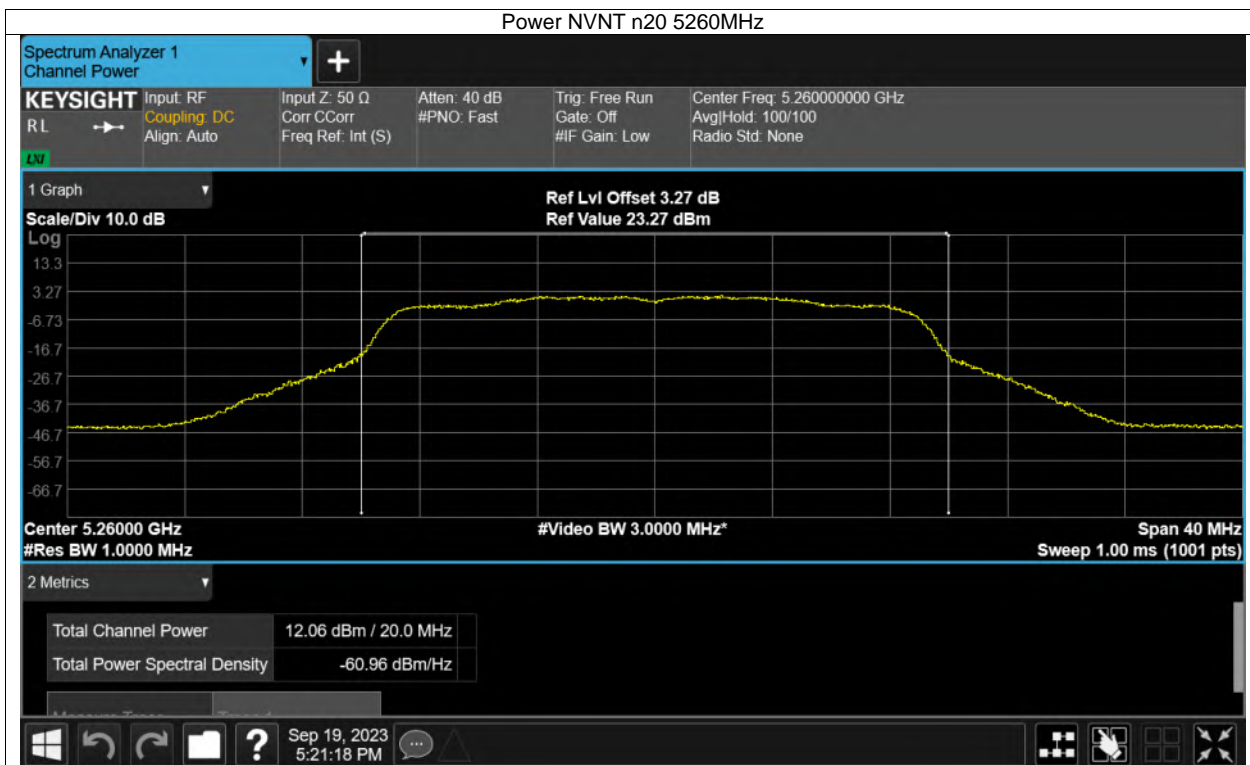 Power NVNT n20 5260MHz
Spectrum Analyzer 1
Channel Power
KEYSIGHT
RL
LXI
Input: RF
Coupling: DC
Align: Auto
Input Z: 50 Ω
Corr CCorr
Freq Ref: Int (S)
Atten: 40 dB
#PNO: Fast
Trig: Free Run
Gate: Off
#IF Gain: Low
Center Freq: 5.260000000 GHz
Avg|Hold: 100/100
Radio Std: None
1 Graph
Scale/Div 10.0 dB
Ref Lvl Offset 3.27 dB
Ref Value 23.27 dBm
Log
13.3
3.27
-6.73
-16.7
-26.7
-36.7
-46.7
-56.7
-66.7
Center 5.26000 GHz
#Res BW 1.0000 MHz
#Video BW 3.0000 MHz*
Span 40 MHz
Sweep 1.00 ms (1001 pts)
2 Metrics
Total Channel Power 12.06 dBm / 20.0 MHz
Total Power Spectral Density -60.96 dBm/Hz
?
Sep 19, 2023
5:21:18 PM